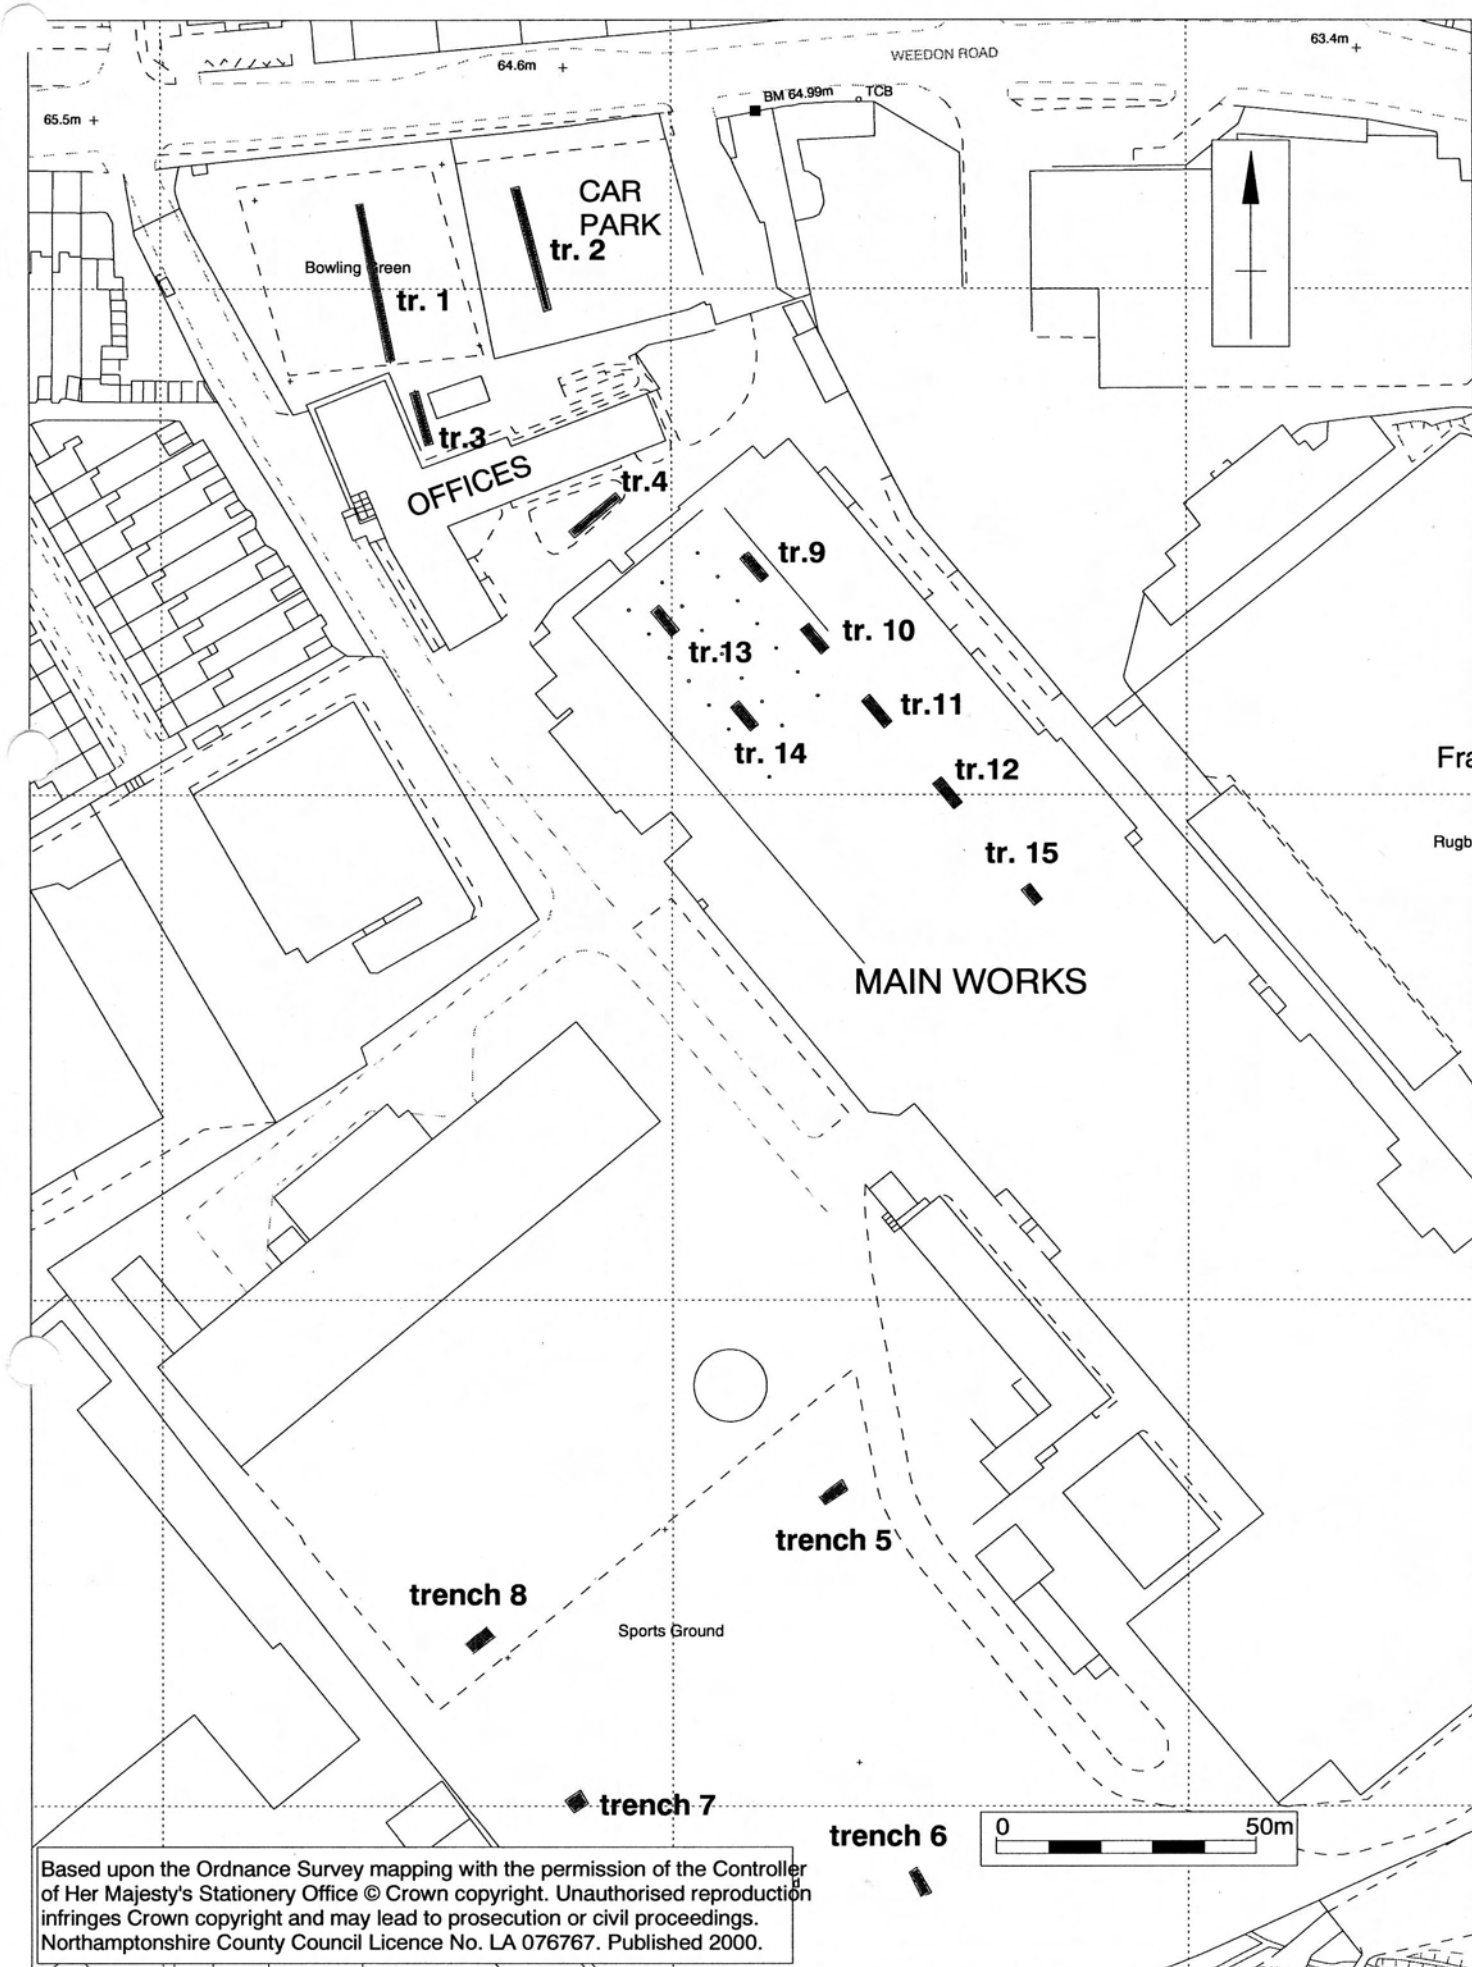 WEEDON ROAD
63.4m
64.6m
BM 64.99m
TCB
65.5m
CAR
PARK
tr. 2
Bowling Green
tr. 1
tr.3
OFFICES
tr.4
tr.9
tr. 10
tr.13
tr.11
tr. 14
tr.12
Fra
tr. 15
Rugb
MAIN WORKS
trench 5
trench 8
Sports Ground
trench 7
trench 6
0
50m
Based upon the Ordnance Survey mapping with the permission of the Controller
of Her Majesty's Stationery Office © Crown copyright. Unauthorised reproduction
infringes Crown copyright and may lead to prosecution or civil proceedings.
Northamptonshire County Council Licence No. LA 076767. Published 2000.